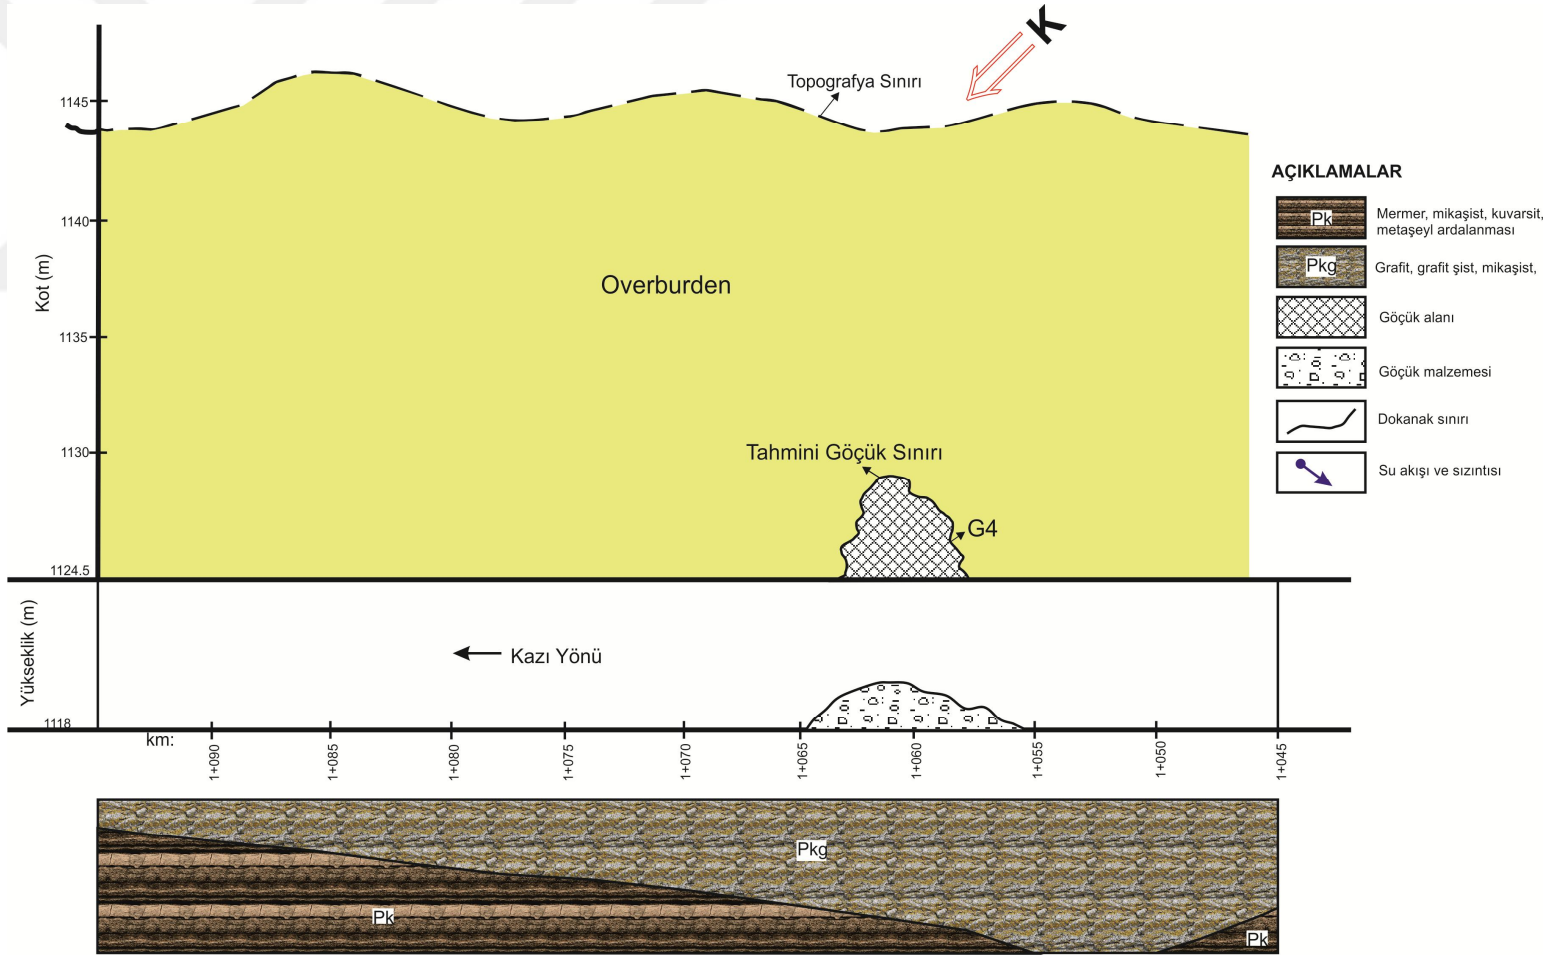 K
Topografya Sınırı
1145
1140
1135
1130
1124.5
Kot (m)
Overburden
Tahmini Göçük Sınırı
G4
AÇIKLAMALAR
Pk
Mermer, mikaşist, kuvarsit,
metaşeyl ardalanması
Pkg
Grafit, grafit şist, mikaşist,
Göçük alanı
Göçük malzemesi
Dokanak sınırı
Su akışı ve sızıntısı
Yükseklik (m)
Kazı Yönü
1118
km:
1+090
1+085
1+080
1+075
1+070
1+065
1+060
1+055
1+050
1+045
Pkg
Pk
Pk